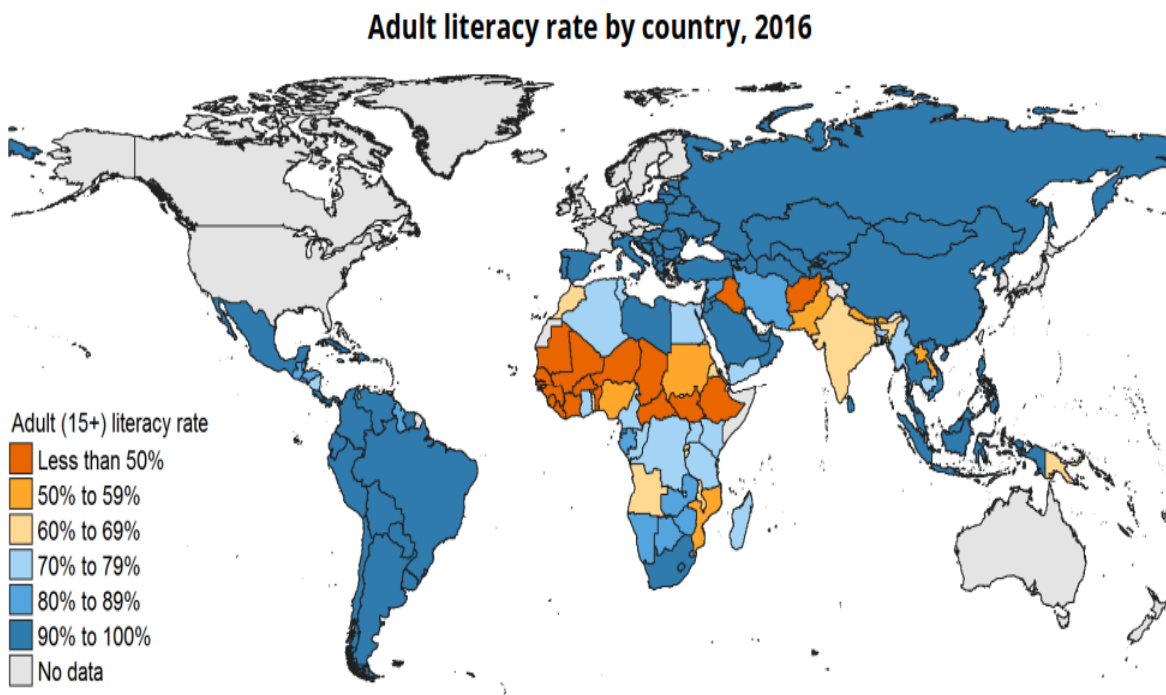 Adult literacy rate by country, 2016
Adult (15+) literacy rate
Less than 50%
50% to 59%
60% to 69%
70% to 79%
80% to 89%
90% to 100%
No data